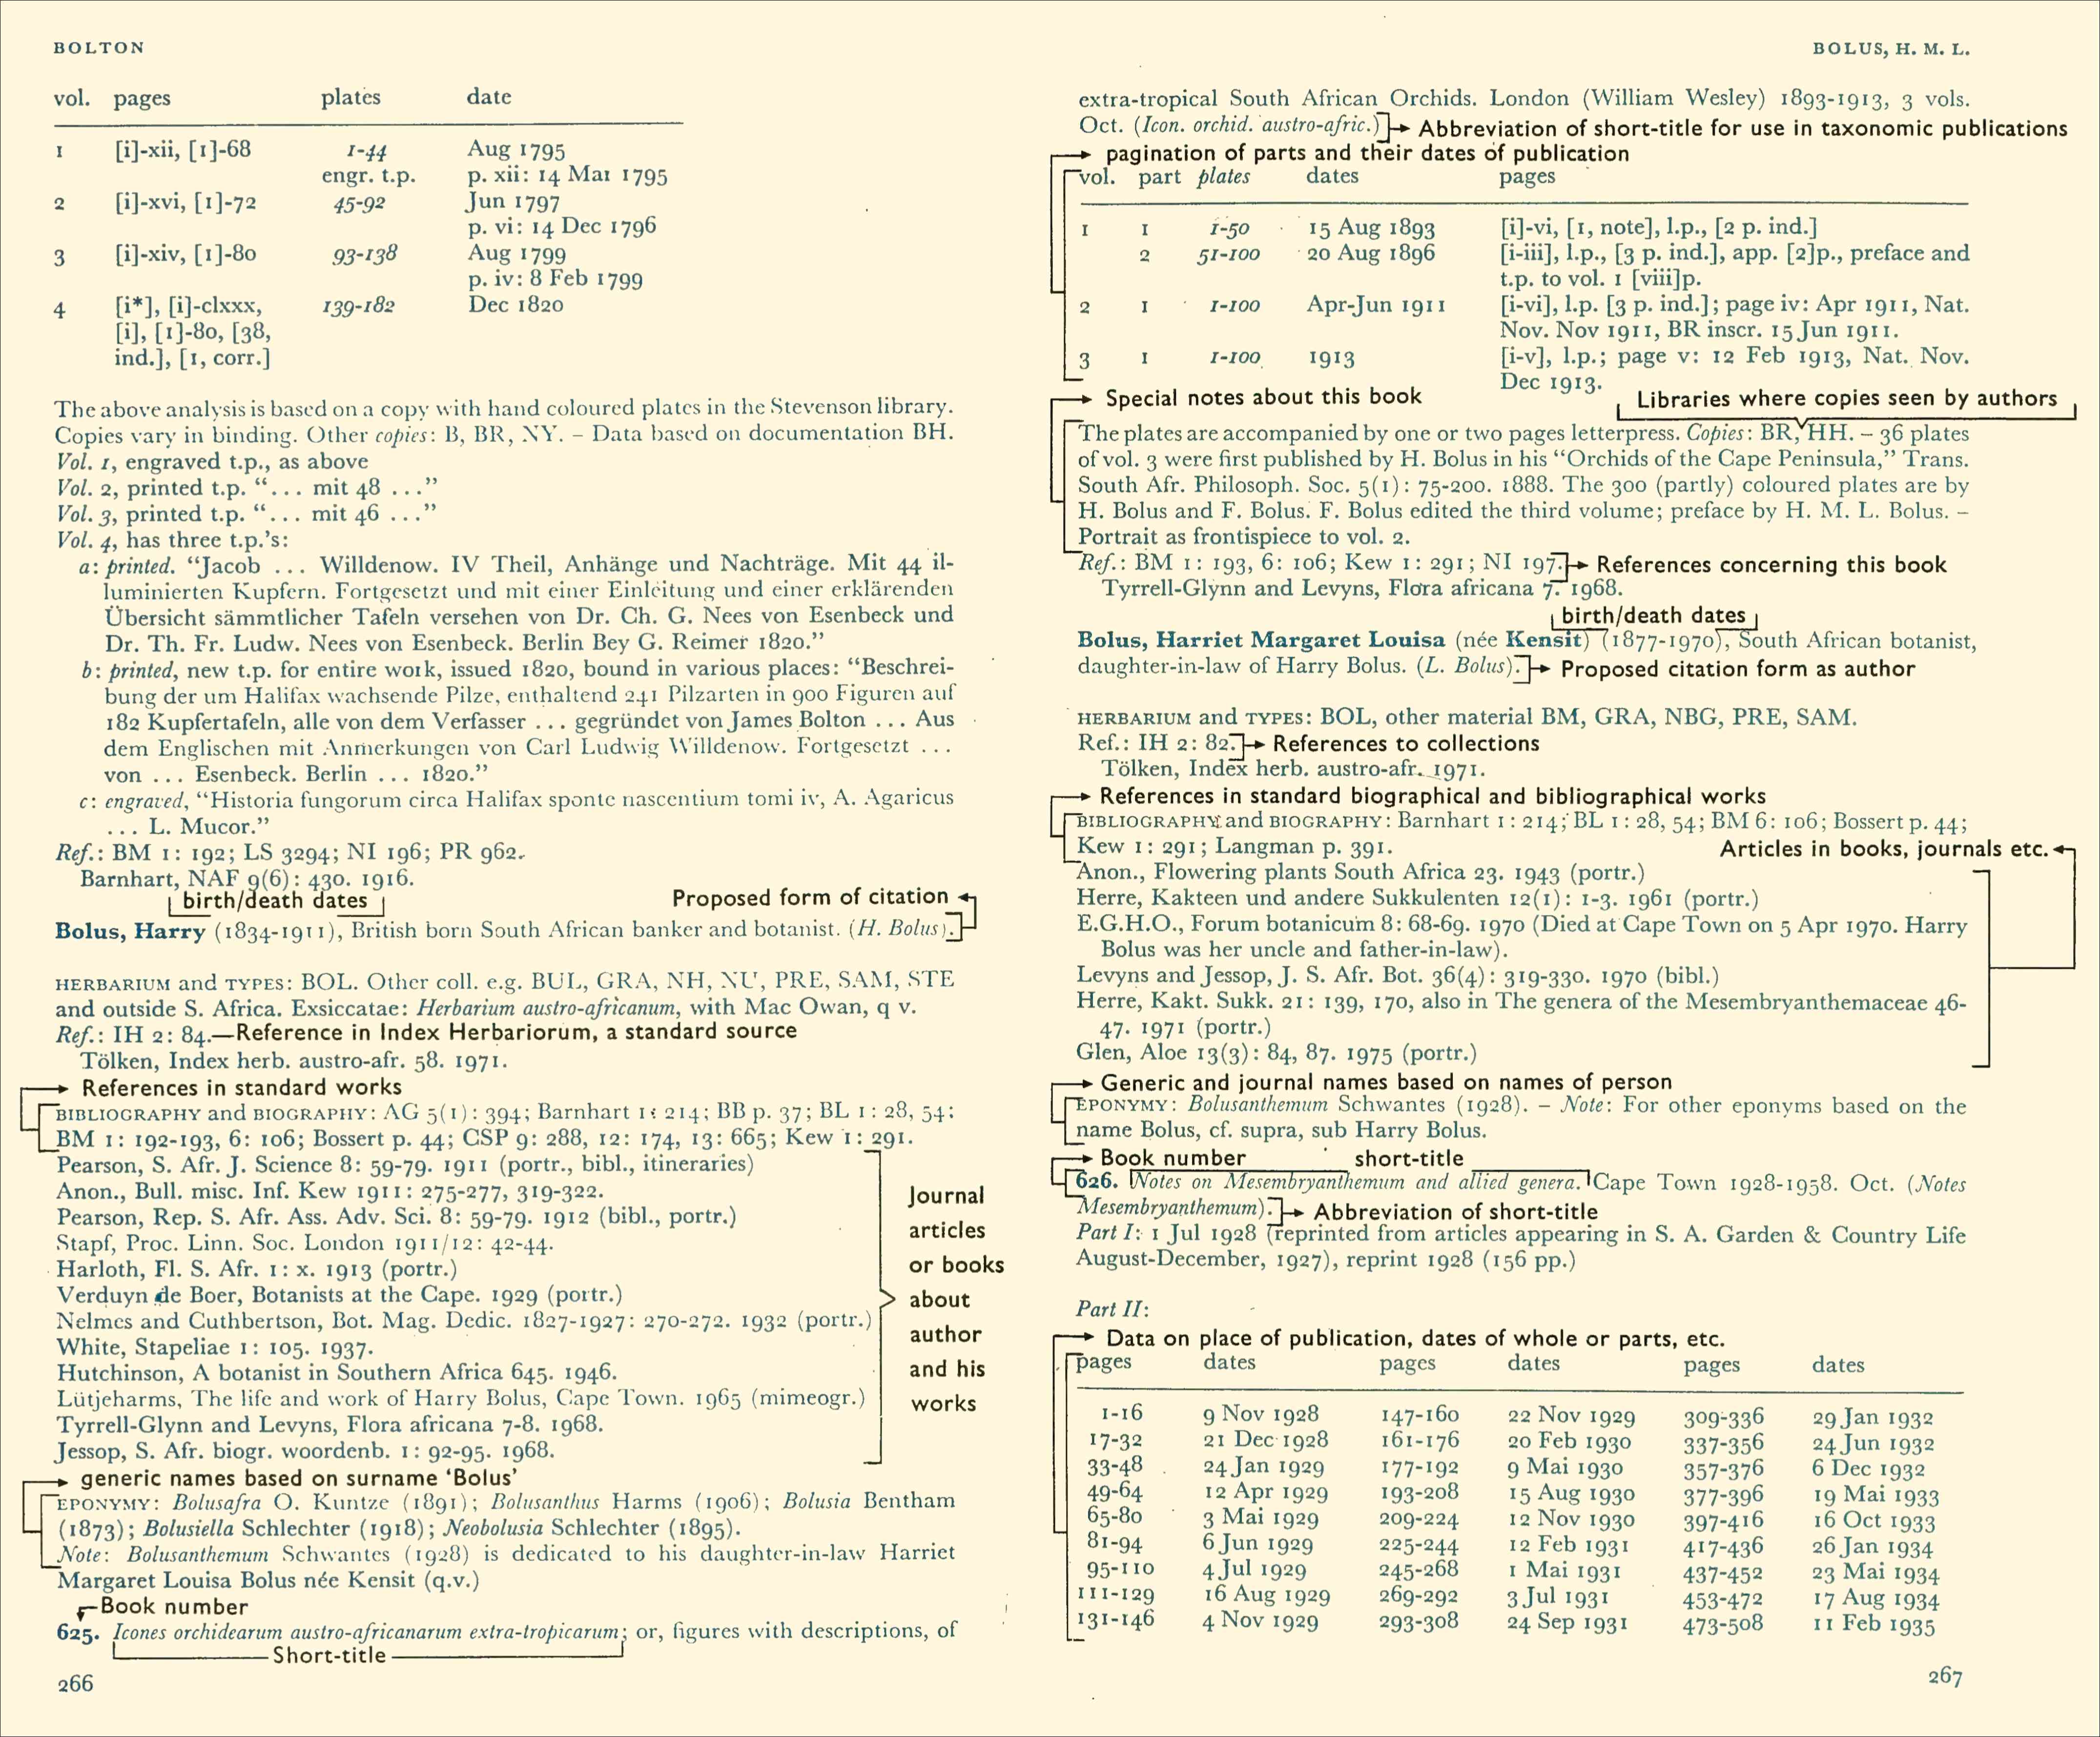 BOLTON
vol. pages plates date
1 [i]-xii, [1]-68 1-44 Aug 1795
engr. t.p. p. xii: 14 Mai 1795
2 [i]-xvi, [1]-72 45-92 Jun 1797
p. vi: 14 Dec 1796
3 [i]-xiv, [1]-80 93-138 Aug 1799
p. iv: 8 Feb 1799
4 [i*], [i]-clxxx, 139-182 Dec 1820
[i], [1]-80, [38,
ind.], [1, corr.]
The above analysis is based on a copy with hand coloured plates in the Stevenson library.
Copies vary in binding. Other copies: B, BR, NY. – Data based on documentation BH.
Vol. 1, engraved t.p., as above
Vol. 2, printed t.p. “... mit 48 ...”
Vol. 3, printed t.p. “... mit 46 ...”
Vol. 4, has three t.p.’s:
a: printed. “Jacob ... Willdenow. IV Theil, Anhänge und Nachträge. Mit 44 il-
luminierten Kupfern. Fortgesetzt und mit einer Einleitung und einer erklärenden
Übersicht sämmtlicher Tafeln versehen von Dr. Ch. G. Nees von Esenbeck und
Dr. Th. Fr. Ludw. Nees von Esenbeck. Berlin Bey G. Reimer 1820.”
b: printed, new t.p. for entire work, issued 1820, bound in various places: “Beschrei-
bung der um Halifax wachsende Pilze, enthaltend 241 Pilzarten in 900 Figuren auf
182 Kupfertafeln, alle von dem Verfasser ... gegründet von James Bolton ... Aus
dem Englischen mit Anmerkungen von Carl Ludwig Willdenow. Fortgesetzt ...
von ... Esenbeck. Berlin ... 1820.”
c: engraved, “Historia fungorum circa Halifax sponte nascentium tomi iv, A. Agaricus
... L. Mucor.”
Ref.: BM 1: 192; LS 3294; NI 196; PR 962.
Barnhart, NAF 9(6): 430. 1916.
birth/death dates Proposed form of citation
Bolus, Harry (1834-1911), British born South African banker and botanist. (H. Bolus).
HERBARIUM and TYPES: BOL. Other coll. e.g. BUL, GRA, NH, NU, PRE, SAM, STE
and outside S. Africa. Exsiccatae: Herbarium austro-africanum, with Mac Owan, q v.
Ref.: IH 2: 84.—Reference in Index Herbariorum, a standard source
Tölken, Index herb. austro-afr. 58. 1971.
References in standard works
BIBLIOGRAPHY and BIOGRAPHY: AG 5(1): 394; Barnhart 1: 214; BB p. 37; BL 1: 28, 54;
BM 1: 192-193, 6: 106; Bossert p. 44; CSP 9: 288, 12: 174, 13: 665; Kew 1: 291.
Pearson, S. Afr. J. Science 8: 59-79. 1911 (portr., bibl., itineraries)
Anon., Bull. misc. Inf. Kew 1911: 275-277, 319-322.
Pearson, Rep. S. Afr. Ass. Adv. Sci. 8: 59-79. 1912 (bibl., portr.)
Stapf, Proc. Linn. Soc. London 1911/12: 42-44.
Harloth, Fl. S. Afr. 1: x. 1913 (portr.)
Verduyn de Boer, Botanists at the Cape. 1929 (portr.)
Nelmes and Cuthbertson, Bot. Mag. Dedic. 1827-1927: 270-272. 1932 (portr.)
White, Stapeliae 1: 105. 1937.
Hutchinson, A botanist in Southern Africa 645. 1946.
Lütjeharms, The life and work of Harry Bolus, Cape Town. 1965 (mimeogr.)
Tyrrell-Glynn and Levyns, Flora africana 7-8. 1968.
Jessop, S. Afr. biogr. woordenb. 1: 92-95. 1968.
Journal
articles
or books
about
author
and his
works
generic names based on surname ‘Bolus’
EPONYMY: Bolusafra O. Kuntze (1891); Bolusanthus Harms (1906); Bolusia Bentham
(1873); Bolusiella Schlechter (1918); Neobolusia Schlechter (1895).
Note: Bolusanthemum Schwantes (1928) is dedicated to his daughter-in-law Harriet
Margaret Louisa Bolus née Kensit (q.v.)
Book number
625. Icones orchidearum austro-africanarum extra-tropicarum; or, figures with descriptions, of
Short-title
266
BOLUS, H. M. L.
extra-tropical South African Orchids. London (William Wesley) 1893-1913, 3 vols.
Oct. (Icon. orchid. austro-afric.) Abbreviation of short-title for use in taxonomic publications
pagination of parts and their dates of publication
vol. part plates dates pages
1 1 1-50 15 Aug 1893 [i]-vi, [1, note], l.p., [2 p. ind.]
2 51-100 20 Aug 1896 [i-iii], l.p., [3 p. ind.], app. [2]p., preface and
t.p. to vol. 1 [viii]p.
2 1 1-100 Apr-Jun 1911 [i-vi], l.p. [3 p. ind.]; page iv: Apr 1911, Nat.
Nov. Nov 1911, BR inscr. 15 Jun 1911.
3 1 1-100 1913 [i-v], l.p.; page v: 12 Feb 1913, Nat. Nov.
Dec 1913.
Special notes about this book Libraries where copies seen by authors
The plates are accompanied by one or two pages letterpress. Copies: BR, HH. – 36 plates
of vol. 3 were first published by H. Bolus in his “Orchids of the Cape Peninsula,” Trans.
South Afr. Philosoph. Soc. 5(1): 75-200. 1888. The 300 (partly) coloured plates are by
H. Bolus and F. Bolus. F. Bolus edited the third volume; preface by H. M. L. Bolus. –
Portrait as frontispiece to vol. 2.
Ref.: BM 1: 193, 6: 106; Kew 1: 291; NI 197. References concerning this book
Tyrrell-Glynn and Levyns, Flora africana 7. 1968.
birth/death dates
Bolus, Harriet Margaret Louisa (née Kensit) (1877-1970), South African botanist,
daughter-in-law of Harry Bolus. (L. Bolus). Proposed citation form as author
HERBARIUM and TYPES: BOL, other material BM, GRA, NBG, PRE, SAM.
Ref.: IH 2: 82. References to collections
Tölken, Index herb. austro-afr. 1971.
References in standard biographical and bibliographical works
BIBLIOGRAPHY and BIOGRAPHY: Barnhart 1: 214; BL 1: 28, 54; BM 6: 106; Bossert p. 44;
Kew 1: 291; Langman p. 391. Articles in books, journals etc.
Anon., Flowering plants South Africa 23. 1943 (portr.)
Herre, Kakteen und andere Sukkulenten 12(1): 1-3. 1961 (portr.)
E.G.H.O., Forum botanicum 8: 68-69. 1970 (Died at Cape Town on 5 Apr 1970. Harry
Bolus was her uncle and father-in-law).
Levyns and Jessop, J. S. Afr. Bot. 36(4): 319-330. 1970 (bibl.)
Herre, Kakt. Sukk. 21: 139, 170, also in The genera of the Mesembryanthemaceae 46-
47. 1971 (portr.)
Glen, Aloe 13(3): 84, 87. 1975 (portr.)
Generic and journal names based on names of person
EPONYMY: Bolusanthemum Schwantes (1928). – Note: For other eponyms based on the
name Bolus, cf. supra, sub Harry Bolus.
Book number short-title
626. Notes on Mesembryanthemum and allied genera. Cape Town 1928-1958. Oct. (Notes
Mesembryanthemum). Abbreviation of short-title
Part I: 1 Jul 1928 (reprinted from articles appearing in S. A. Garden & Country Life
August-December, 1927), reprint 1928 (156 pp.)
Part II:
Data on place of publication, dates of whole or parts, etc.
pages dates pages dates pages dates
1-16 9 Nov 1928 147-160 22 Nov 1929 309-336 29 Jan 1932
17-32 21 Dec 1928 161-176 20 Feb 1930 337-356 24 Jun 1932
33-48 24 Jan 1929 177-192 9 Mai 1930 357-376 6 Dec 1932
49-64 12 Apr 1929 193-208 15 Aug 1930 377-396 19 Mai 1933
65-80 3 Mai 1929 209-224 12 Nov 1930 397-416 16 Oct 1933
81-94 6 Jun 1929 225-244 12 Feb 1931 417-436 26 Jan 1934
95-110 4 Jul 1929 245-268 1 Mai 1931 437-452 23 Mai 1934
111-129 16 Aug 1929 269-292 3 Jul 1931 453-472 17 Aug 1934
131-146 4 Nov 1929 293-308 24 Sep 1931 473-508 11 Feb 1935
267